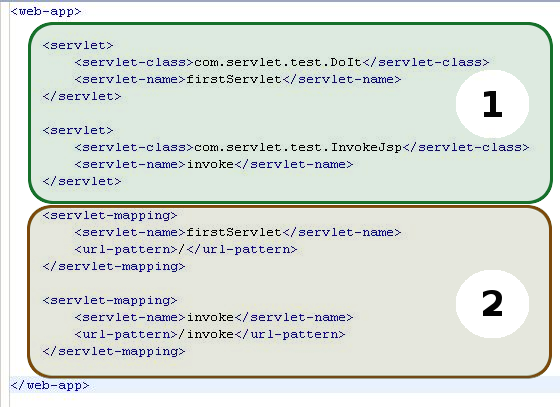 <web-app>
<servlet>
<servlet-class>com.servlet.test.DoIt</servlet-class>
<servlet-name>firstServlet</servlet-name>
</servlet>
1
<servlet>
<servlet-class>com.servlet.test.InvokeJsp</servlet-class>
<servlet-name>invoke</servlet-name>
</servlet>
<servlet-mapping>
<servlet-name>firstServlet</servlet-name>
<url-pattern>/</url-pattern>
</servlet-mapping>
2
<servlet-mapping>
<servlet-name>invoke</servlet-name>
<url-pattern>/invoke</url-pattern>
</servlet-mapping>
</web-app>